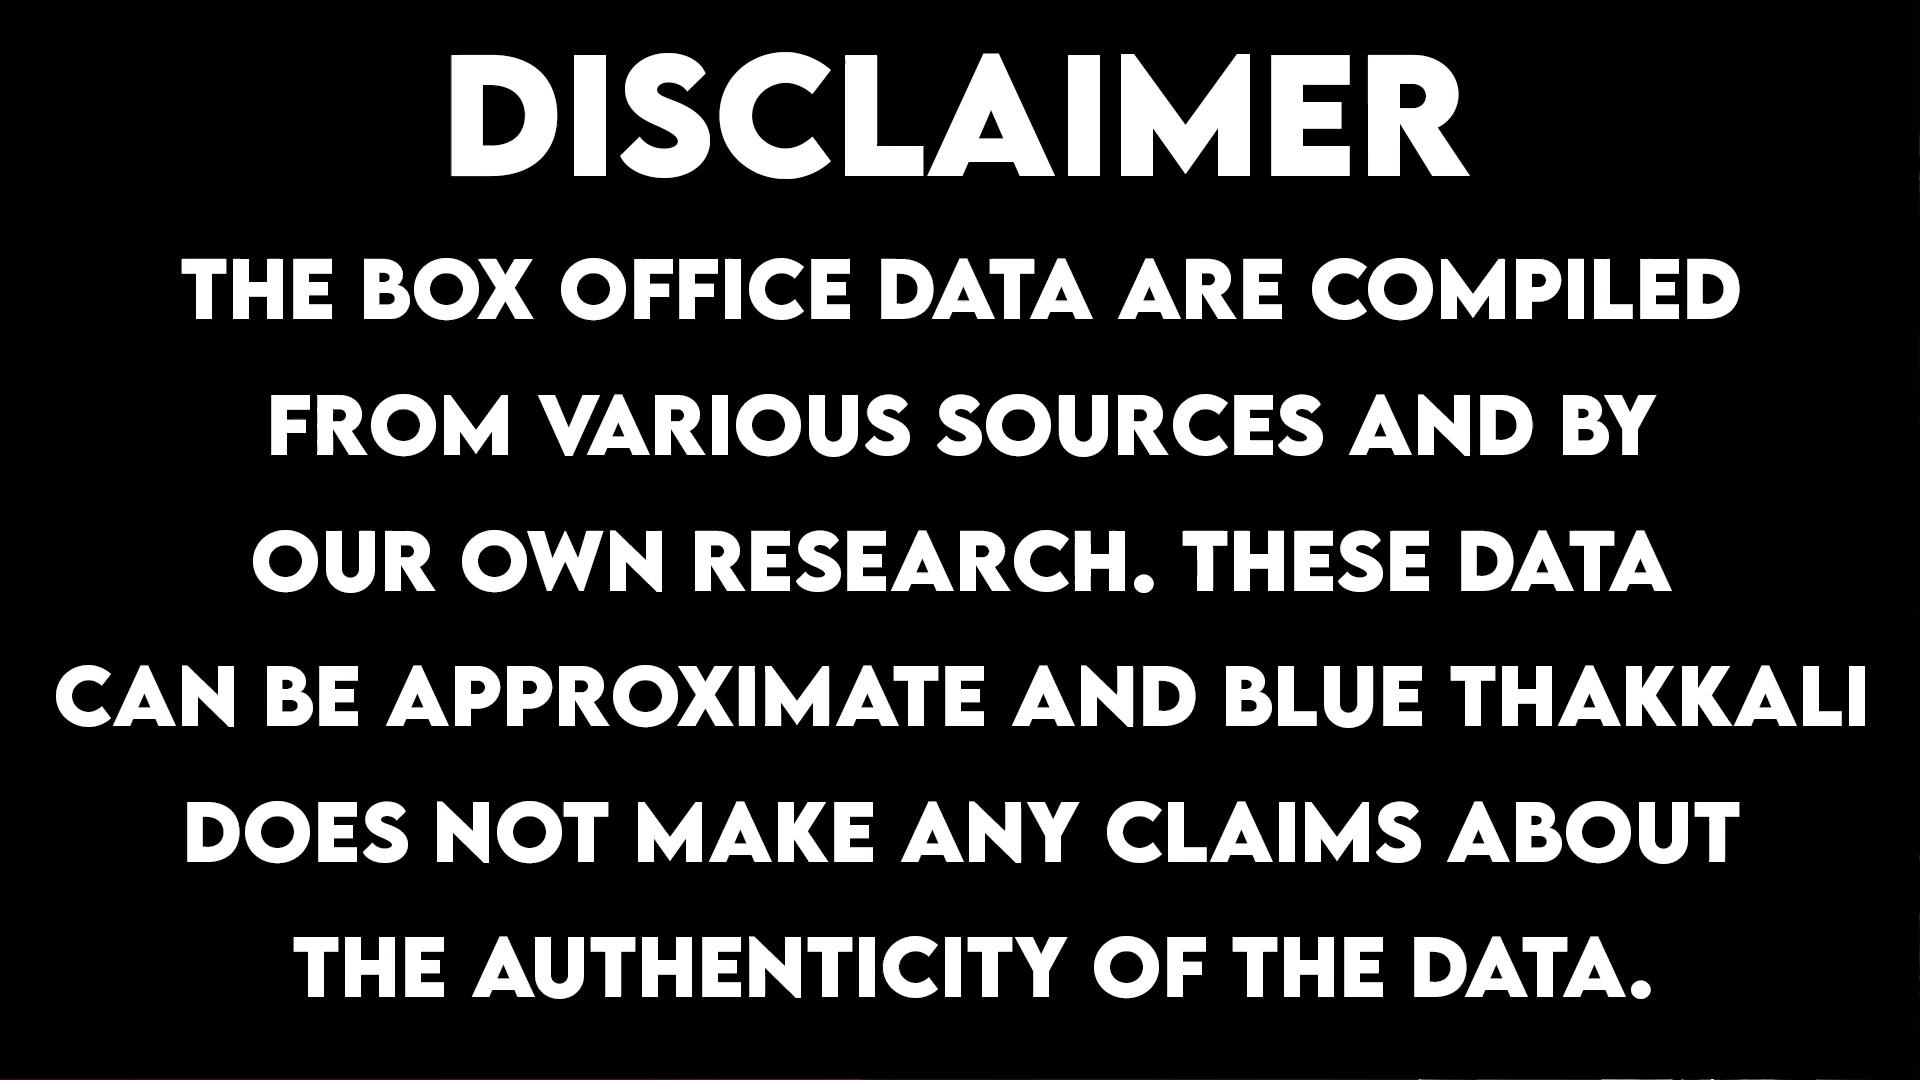 DISCLAIMER
THE BOX OFFICE DATA ARE COMPILED
FROM VARIOUS SOURCES AND BY
OUR OWN RESEARCH. THESE DATA
CAN BE APPROXIMATE AND BLUE THAKKALI
DOES NOT MAKE ANY CLAIMS ABOUT
THE AUTHENTICITY OF THE DATA.